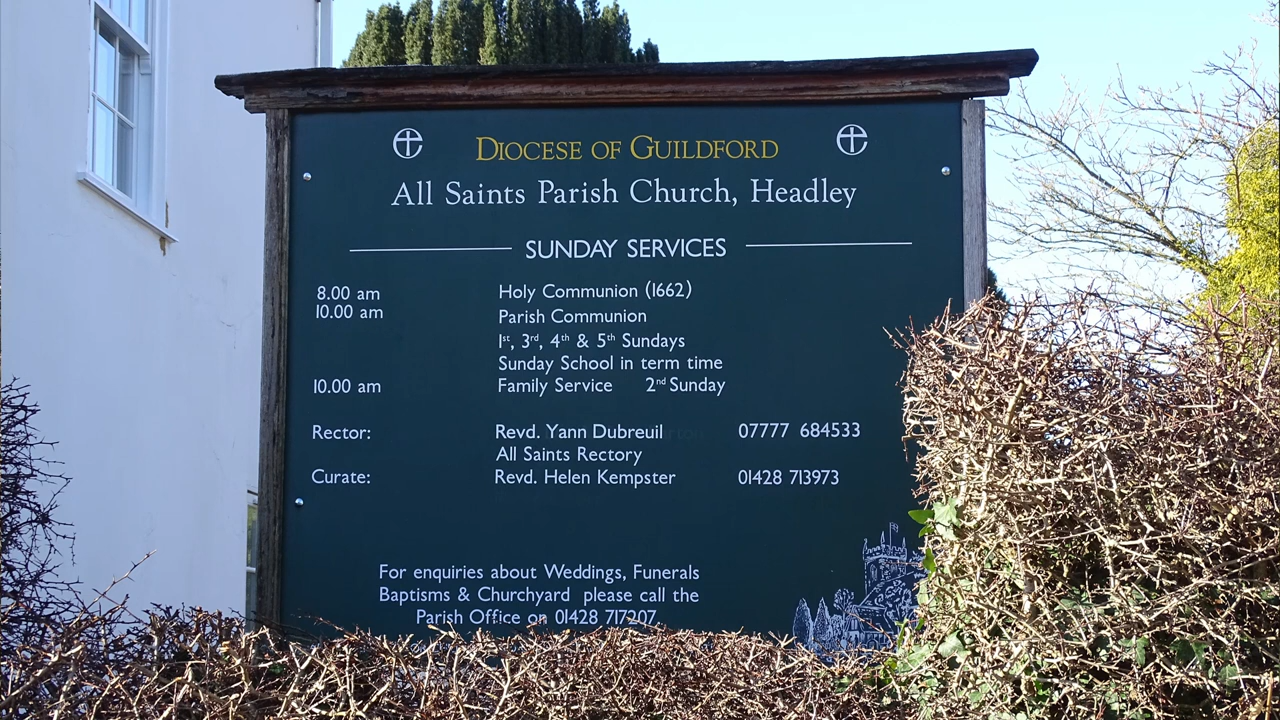 DIOCESE OF GUILDFORD
All Saints Parish Church, Headley
SUNDAY SERVICES
8.00 am Holy Communion (1662)
10.00 am Parish Communion
1st, 3rd, 4th & 5th Sundays
Sunday School in term time
10.00 am Family Service 2nd Sunday
Rector: Revd. Yann Dubreuil 07777 684533
All Saints Rectory
Curate: Revd. Helen Kempster 01428 713973
For enquiries about Weddings, Funerals
Baptisms & Churchyard please call the
Parish Office on 01428 717207